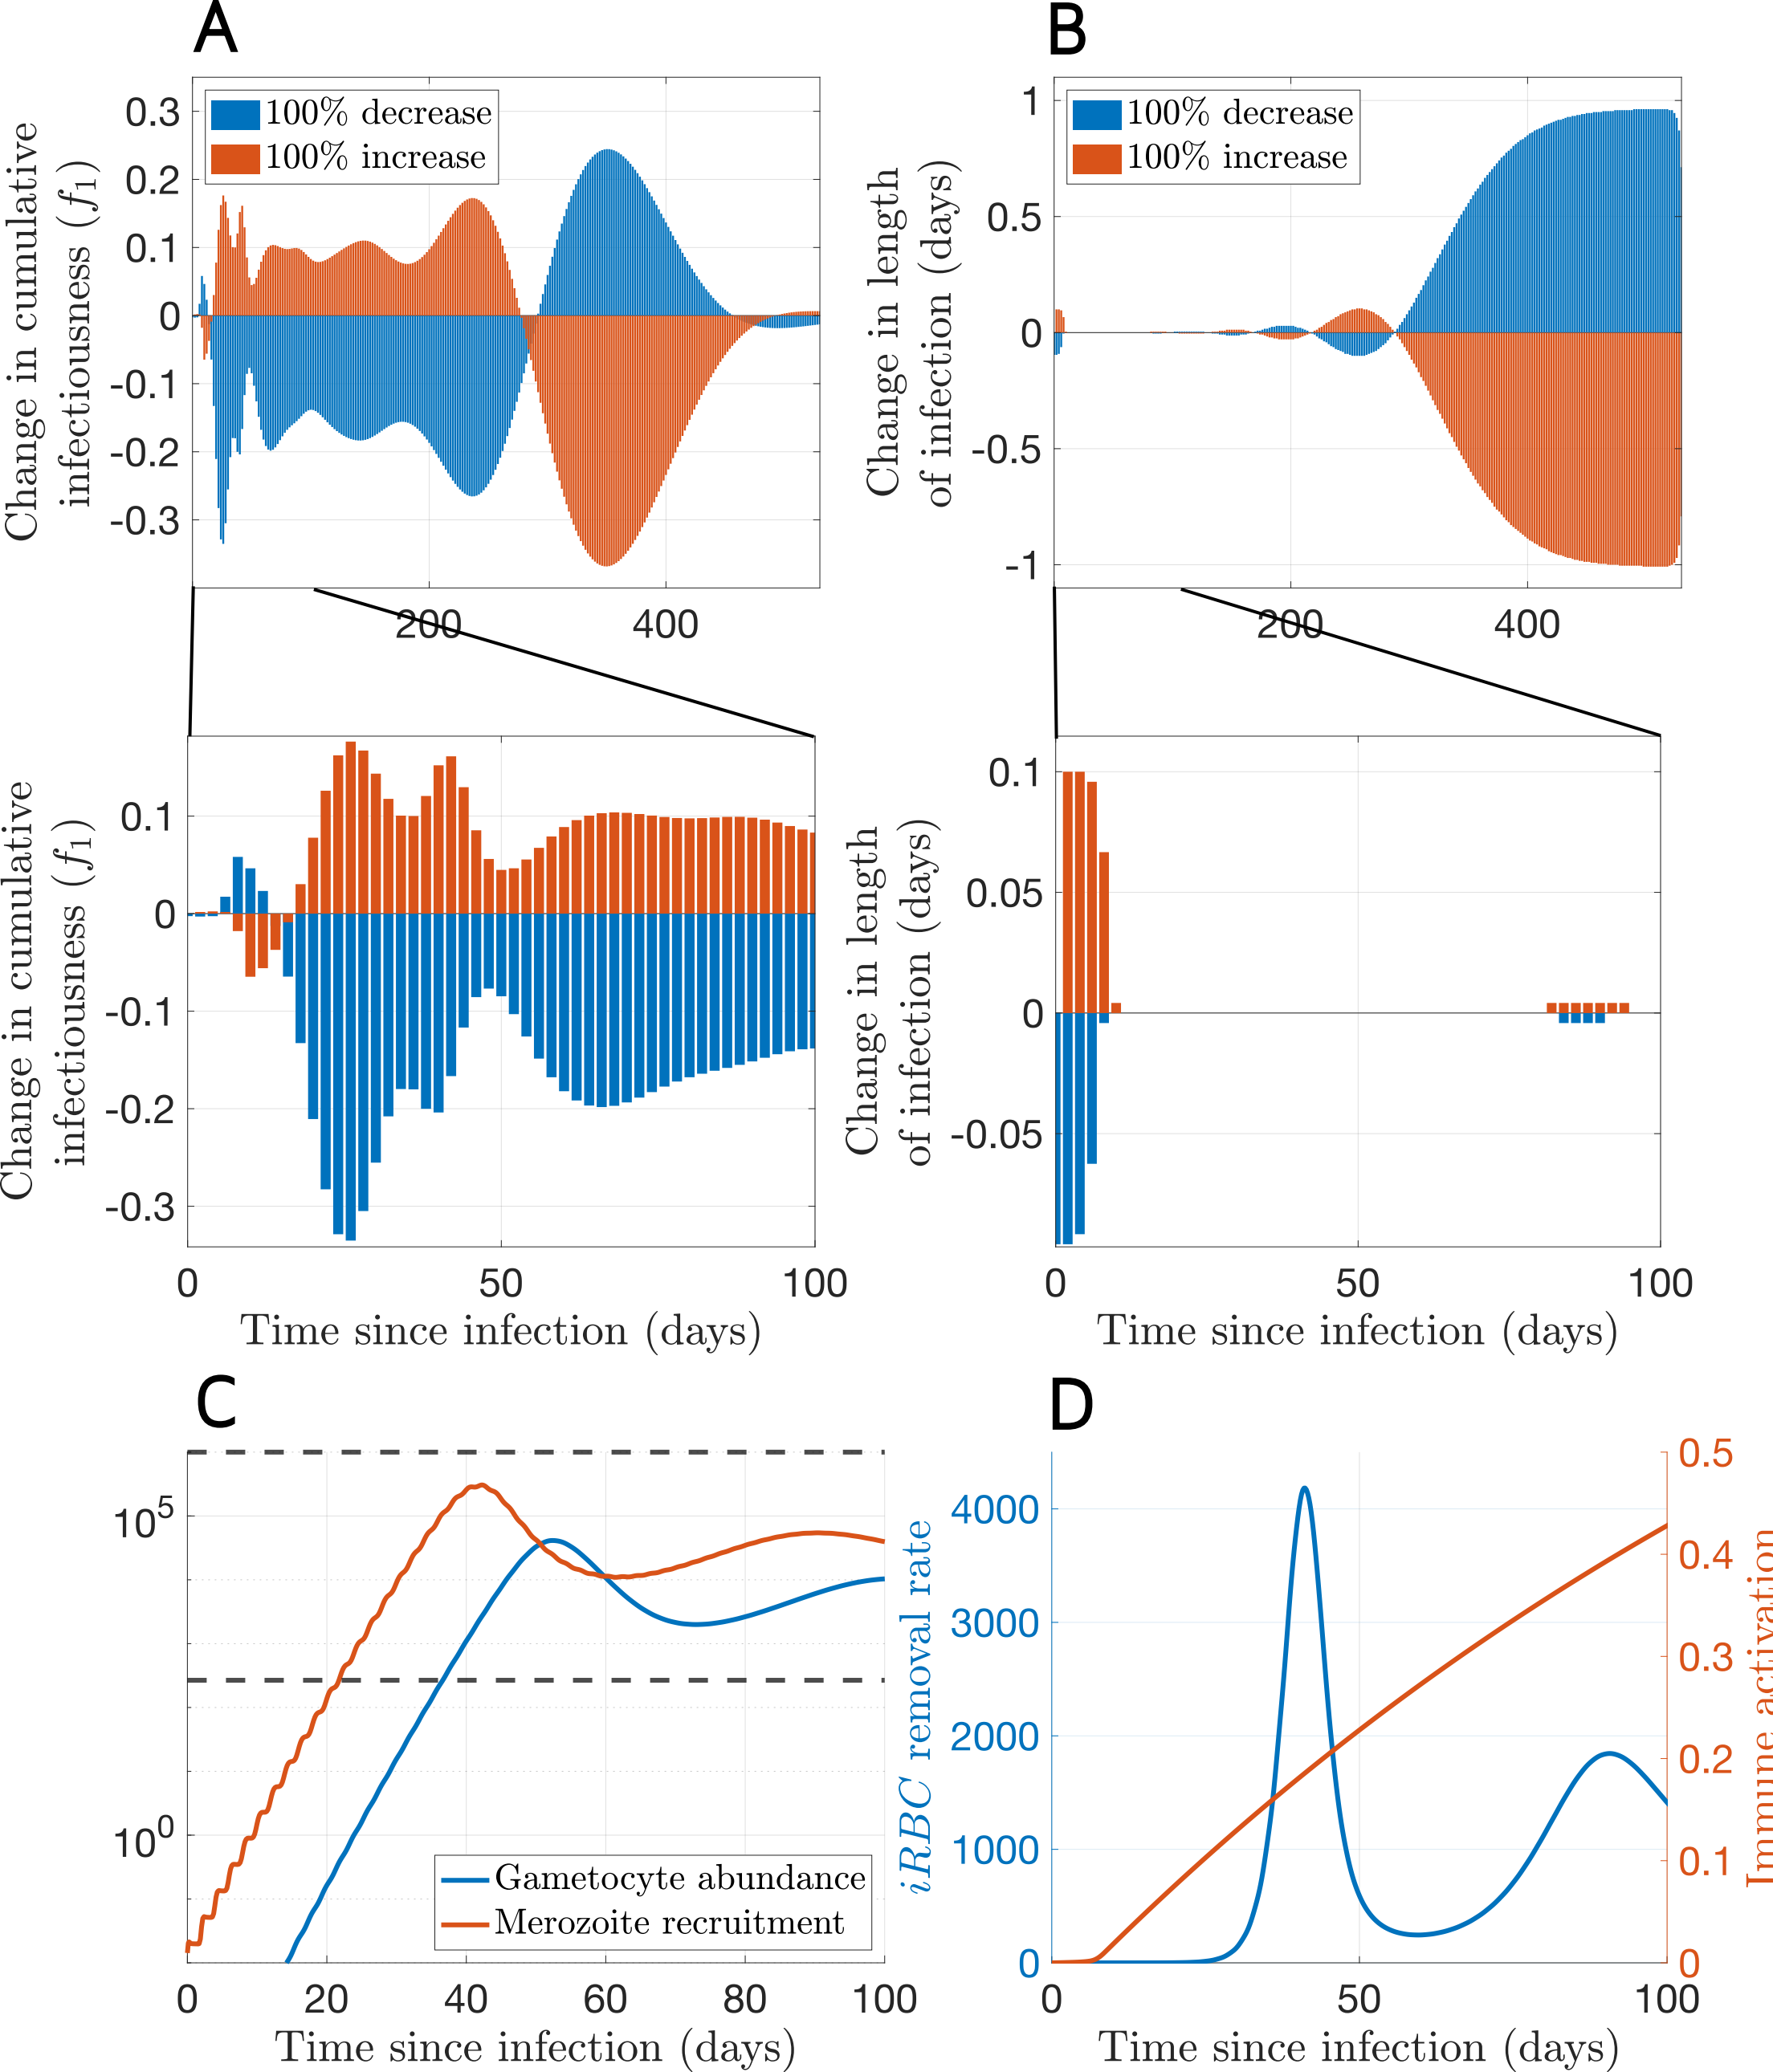 A
Change in cumulative
infectiousness (f₁)
0.3
0.2
0.1
0
-0.1
-0.2
-0.3
100% decrease
100% increase
200
400
B
Change in length
of infection (days)
1
0.5
0
-0.5
-1
100% decrease
100% increase
200
400
Change in cumulative
infectiousness (f₁)
0.1
0
-0.1
-0.2
-0.3
0
50
100
Time since infection (days)
Change in length
of infection (days)
0.1
0.05
0
-0.05
0
50
100
Time since infection (days)
C
10⁵
10⁰
Gametocyte abundance
Merozoite recruitment
0
20
40
60
80
100
Time since infection (days)
D
iRBC removal rate
4000
3000
2000
1000
0
0.5
0.4
0.3
0.2
0.1
0
Immune activation
0
50
100
Time since infection (days)